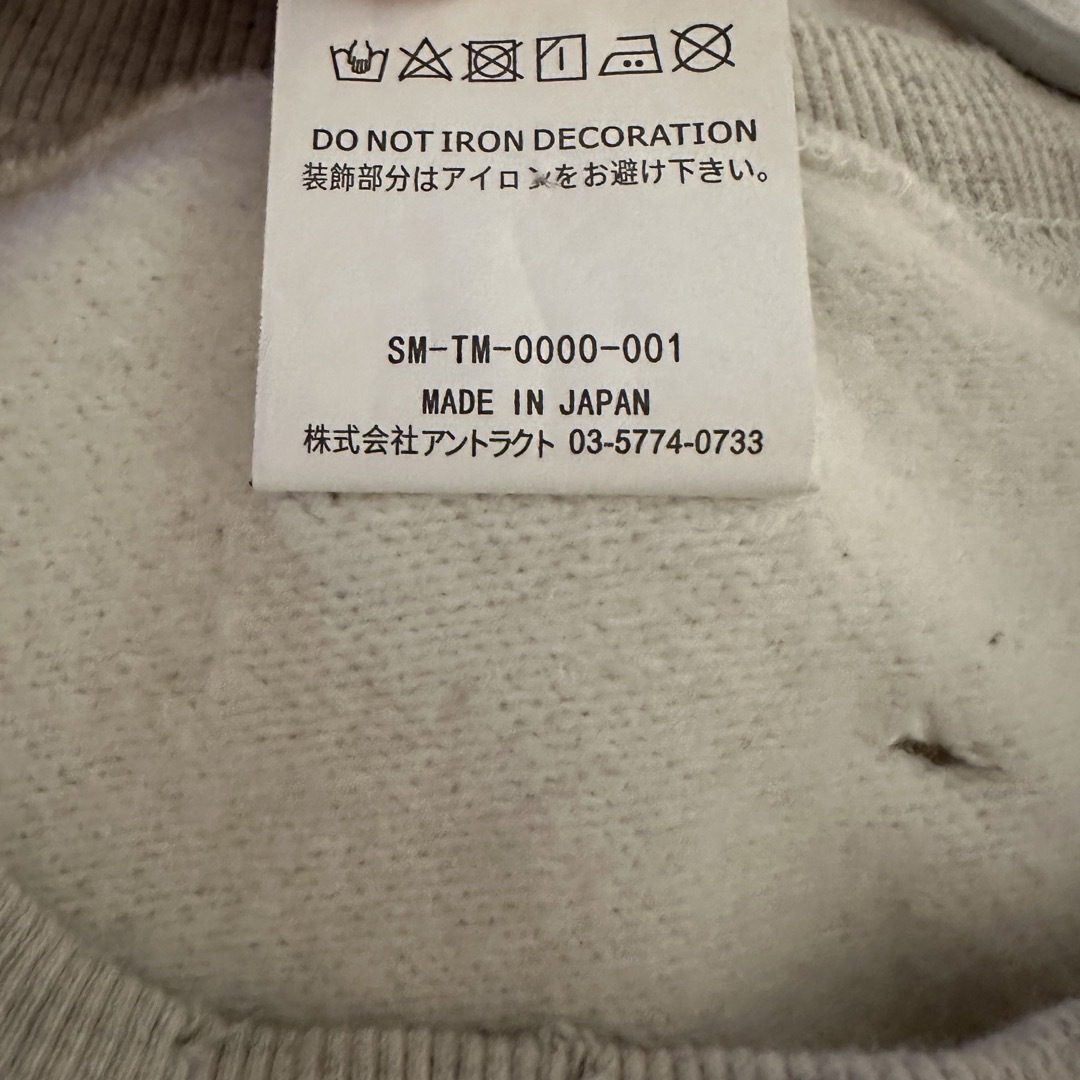 DO NOT IRON DECORATION
装飾部分はアイロンをお避け下きい。
SM-TM-0000-001
MADE IN JAPAN
株式会社アントラクト 03-5774-0733